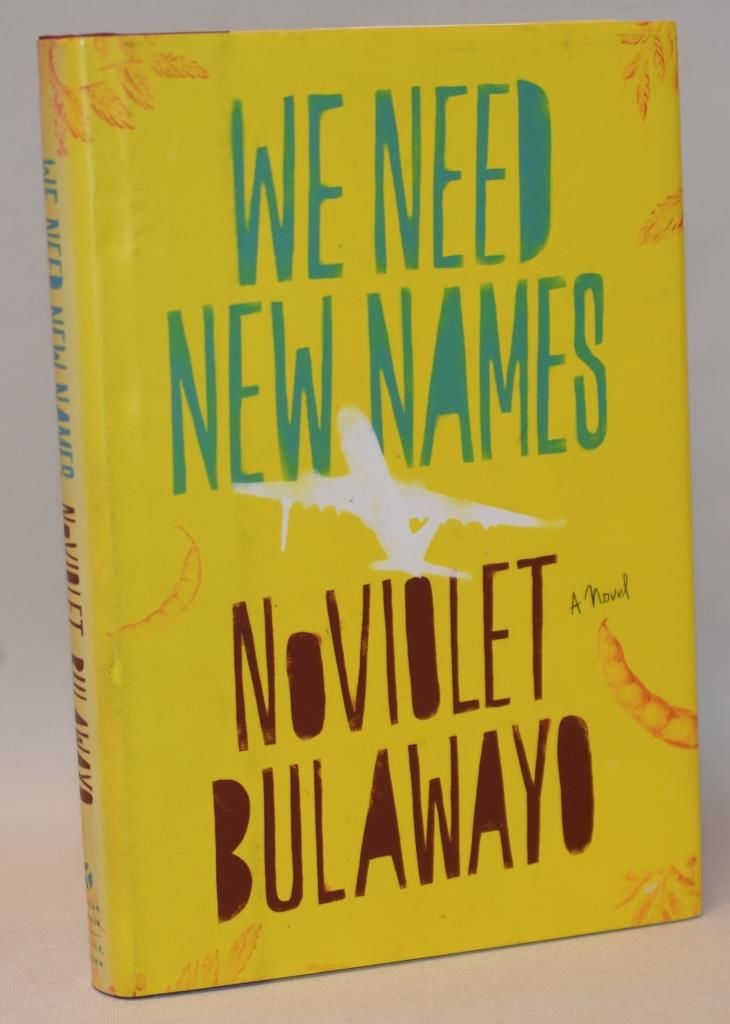 WE NEED
NEW NAMES
A Novel
NOVIOLET
BULAWAYO
WE NEED NEW NAMES NOVIOLET BULAWAYO